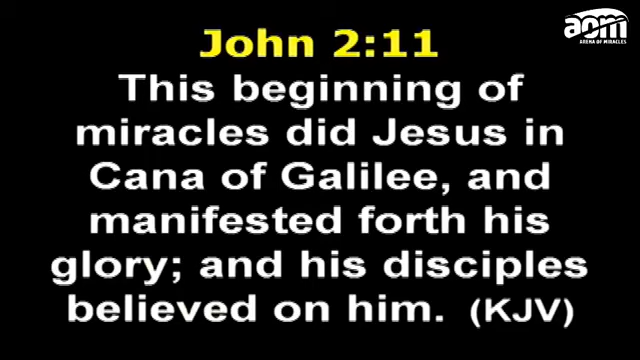 aom
ARENA OF MIRACLES
John 2:11
This beginning of
miracles did Jesus in
Cana of Galilee, and
manifested forth his
glory; and his disciples
believed on him. (KJV)